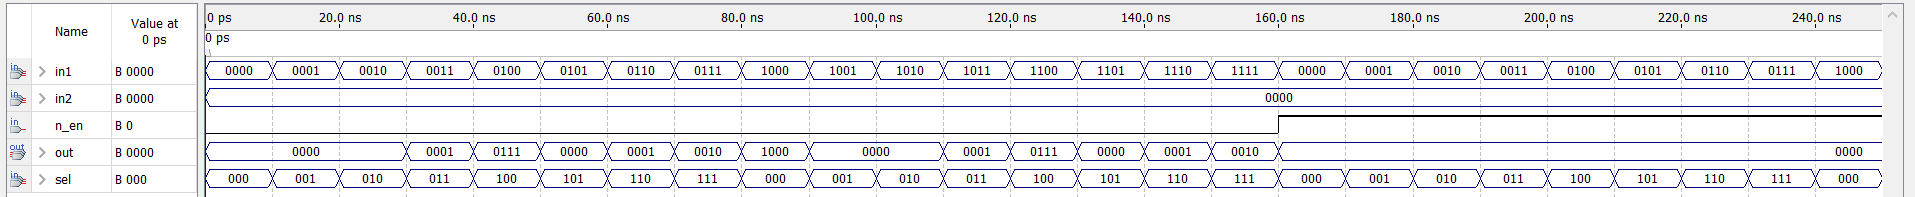 Name Value at 0 ps
0 ps 20.0 ns 40.0 ns 60.0 ns 80.0 ns 100.0 ns 120.0 ns 140.0 ns 160.0 ns 180.0 ns 200.0 ns 220.0 ns 240.0 ns
0 ps
in in1 B 0000 0000 0001 0010 0011 0100 0101 0110 0111 1000 1001 1010 1011 1100 1101 1110 1111 0000 0001 0010 0011 0100 0101 0110 0111 1000
in in2 B 0000 0000
in n_en B 0
out out B 0000 0000 0001 0111 0000 0001 0010 1000 0000 0001 0111 0000 0001 0010 0000
in sel B 000 000 001 010 011 100 101 110 111 000 001 010 011 100 101 110 111 000 001 010 011 100 101 110 111 000